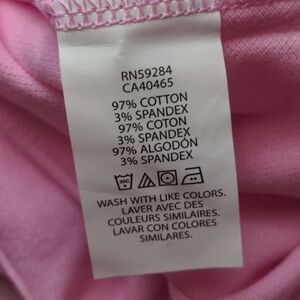 RN59284
CA40465
97% COTTON
3% SPANDEX
97% COTON
3% SPANDEX
97% ALGODÓN
3% SPANDEX
WASH WITH LIKE COLORS.
LAVER AVEC DES
COULEURS SIMILAIRES.
LAVAR CON COLORES
SIMILARES.